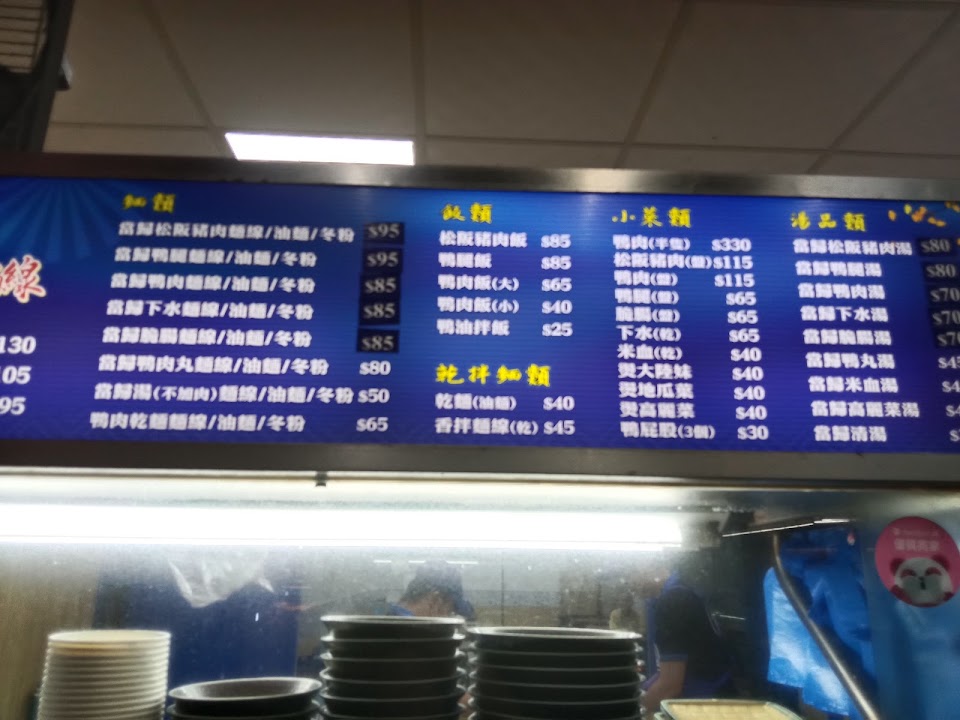 線
130
105
95
麵類
當歸松阪豬肉麵線/油麵/冬粉 $95
當歸鴨腿麵線/油麵/冬粉 $95
當歸鴨肉麵線/油麵/冬粉 $85
當歸下水麵線/油麵/冬粉 $85
當歸脆腸麵線/油麵/冬粉 $85
當歸鴨肉丸麵線/油麵/冬粉 $80
當歸湯(不加肉)麵線/油麵/冬粉 $50
鴨肉乾麵麵線/油麵/冬粉 $65
飯類
松阪豬肉飯 $85
鴨腿飯 $85
鴨肉飯(大) $65
鴨肉飯(小) $40
鴨油拌飯 $25
乾拌麵類
乾麵(油麵) $40
香拌麵線(乾) $45
小菜類
鴨肉(半隻) $330
松阪豬肉(盤) $115
鴨肉(盤) $115
鴨腿(盤) $65
脆腸(盤) $65
下水(乾) $65
米血(乾) $40
燙大陸妹 $40
燙地瓜葉 $40
燙高麗菜 $40
鴨屁股(3個) $30
湯品類
當歸松阪豬肉湯 $80
當歸鴨腿湯 $80
當歸鴨肉湯 $70
當歸下水湯 $70
當歸脆腸湯
當歸鴨丸湯
當歸米血湯
當歸高麗菜湯
當歸清湯